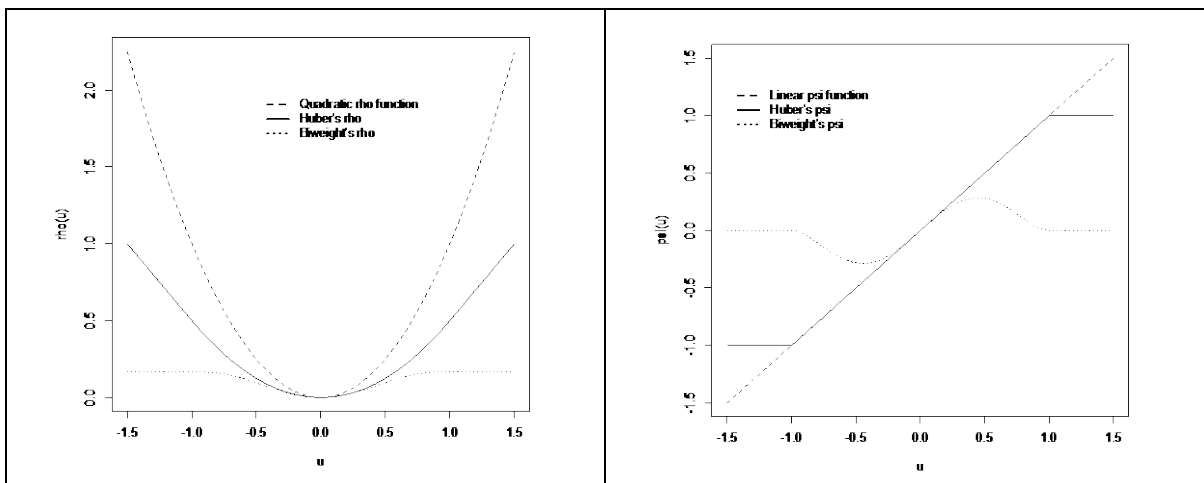 Quadratic rho function
Huber's rho
Biweight's rho
rho(u)
2.0
1.5
1.0
0.5
0.0
-1.5 -1.0 -0.5 0.0 0.5 1.0 1.5
u
Linear psi function
Huber's psi
Biweight's psi
psi(u)
1.5
1.0
0.5
0.0
-0.5
-1.0
-1.5
-1.5 -1.0 -0.5 0.0 0.5 1.0 1.5
u